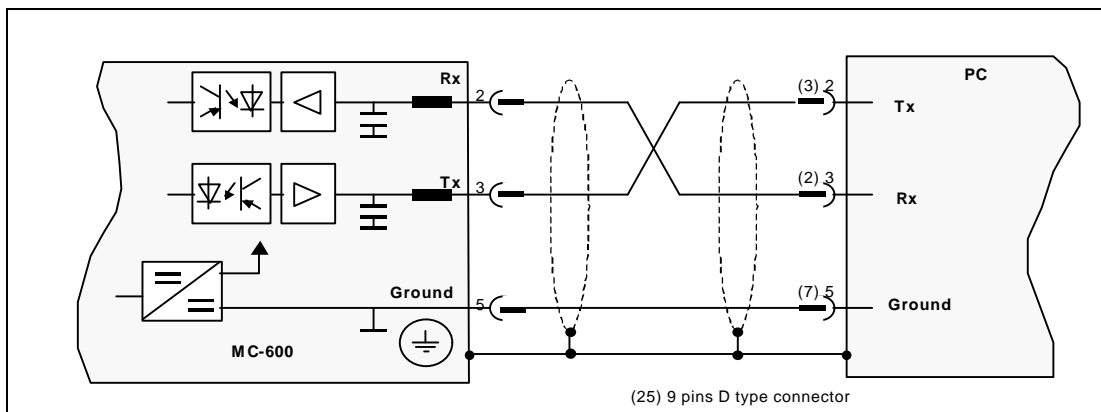 Rx
2
(3) 2
PC
Tx
Tx
3
(2) 3
Rx
Ground
5
(7) 5
Ground
MC-600
(25) 9 pins D type connector